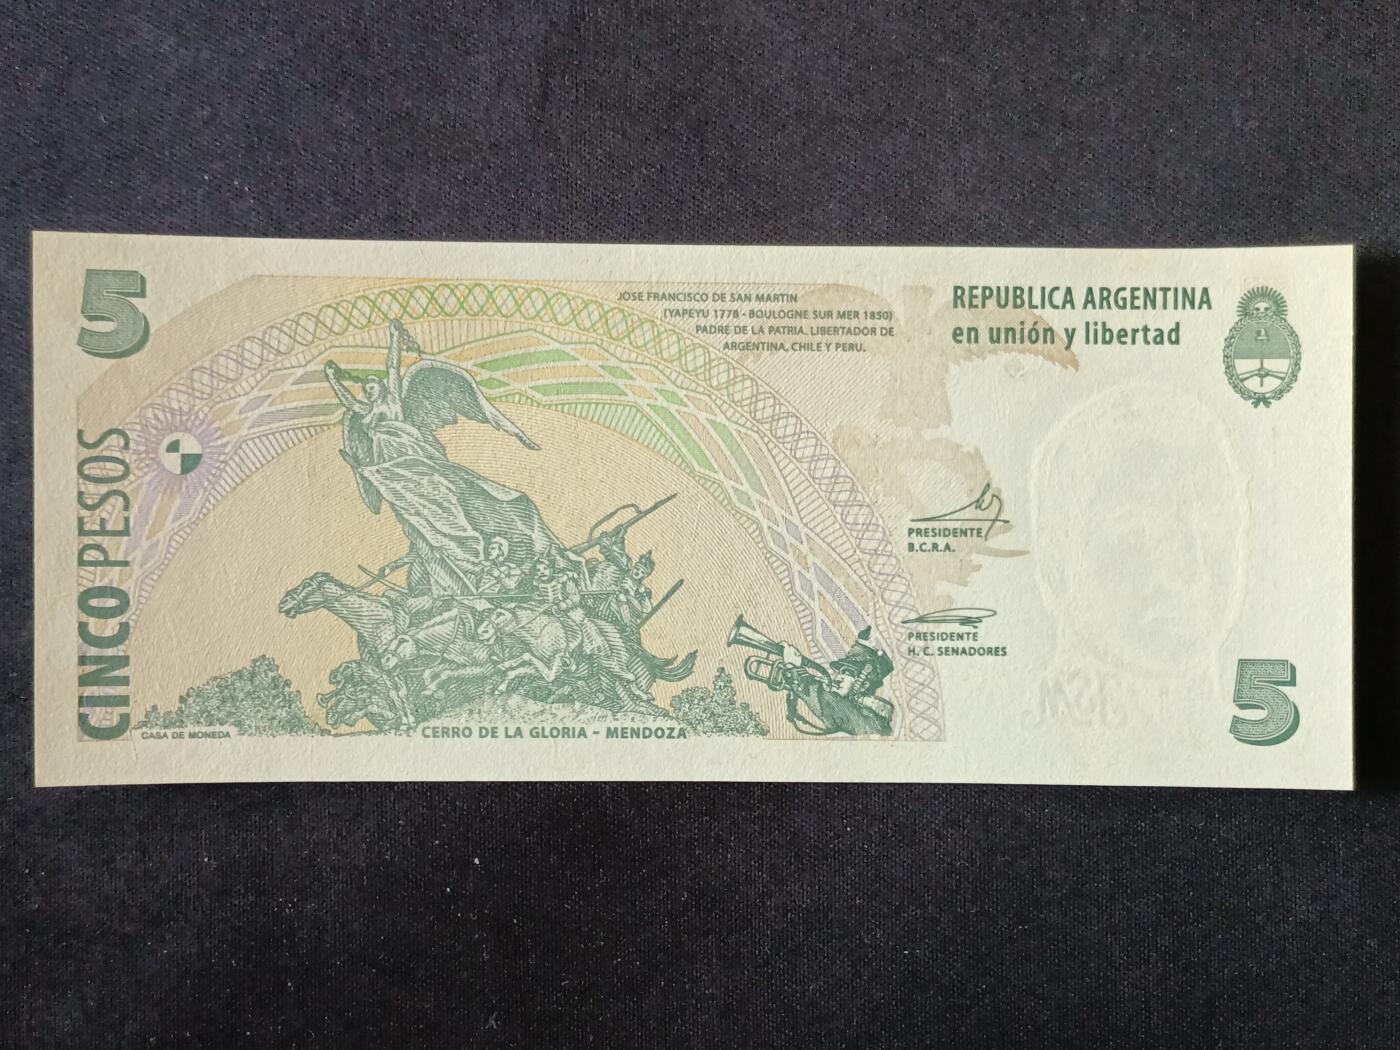 5
CINCO PESOS
JOSE FRANCISCO DE SAN MARTIN
(YAPEYU 1778 - BOULOGNE SUR MER 1850)
PADRE DE LA PATRIA. LIBERTADOR DE
ARGENTINA, CHILE Y PERU.
REPUBLICA ARGENTINA
en unión y libertad
PRESIDENTE
B.C.R.A.
PRESIDENTE
H. C. SENADORES
CASA DE MONEDA
CERRO DE LA GLORIA - MENDOZA
5